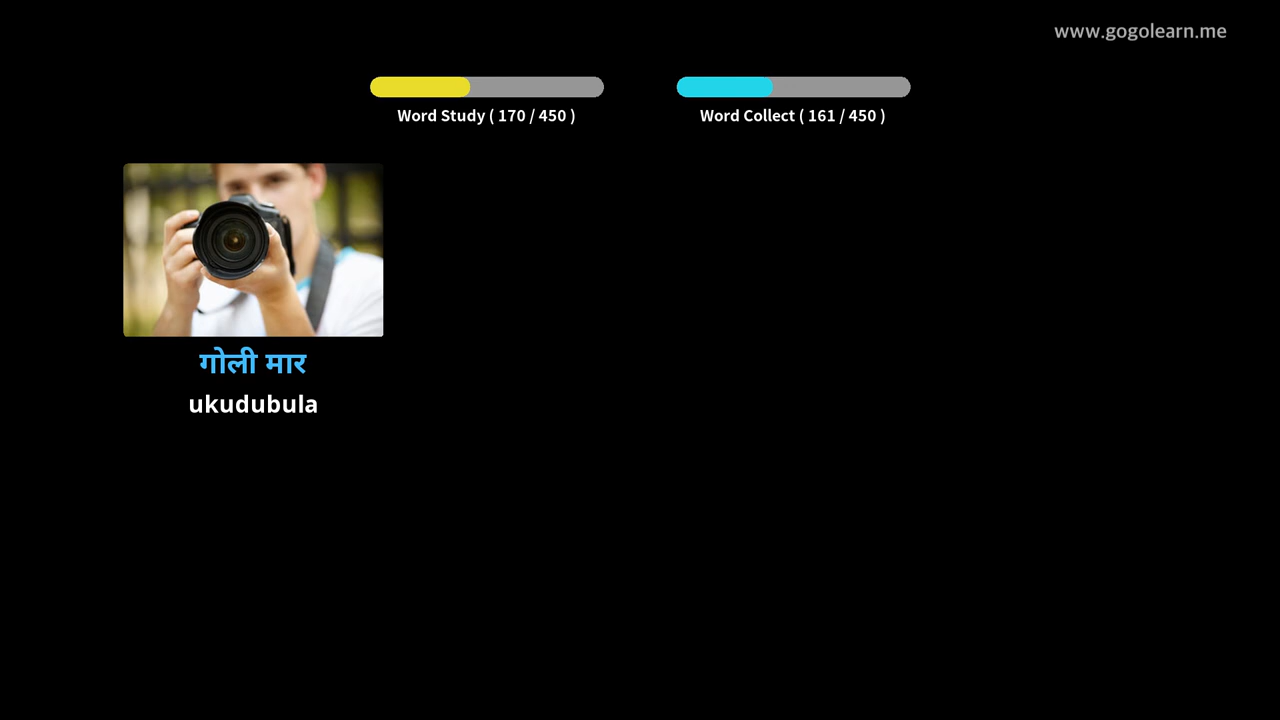 www.gogolearn.me
Word Study ( 170 / 450 )
Word Collect ( 161 / 450 )
गोली मार
ukudubula